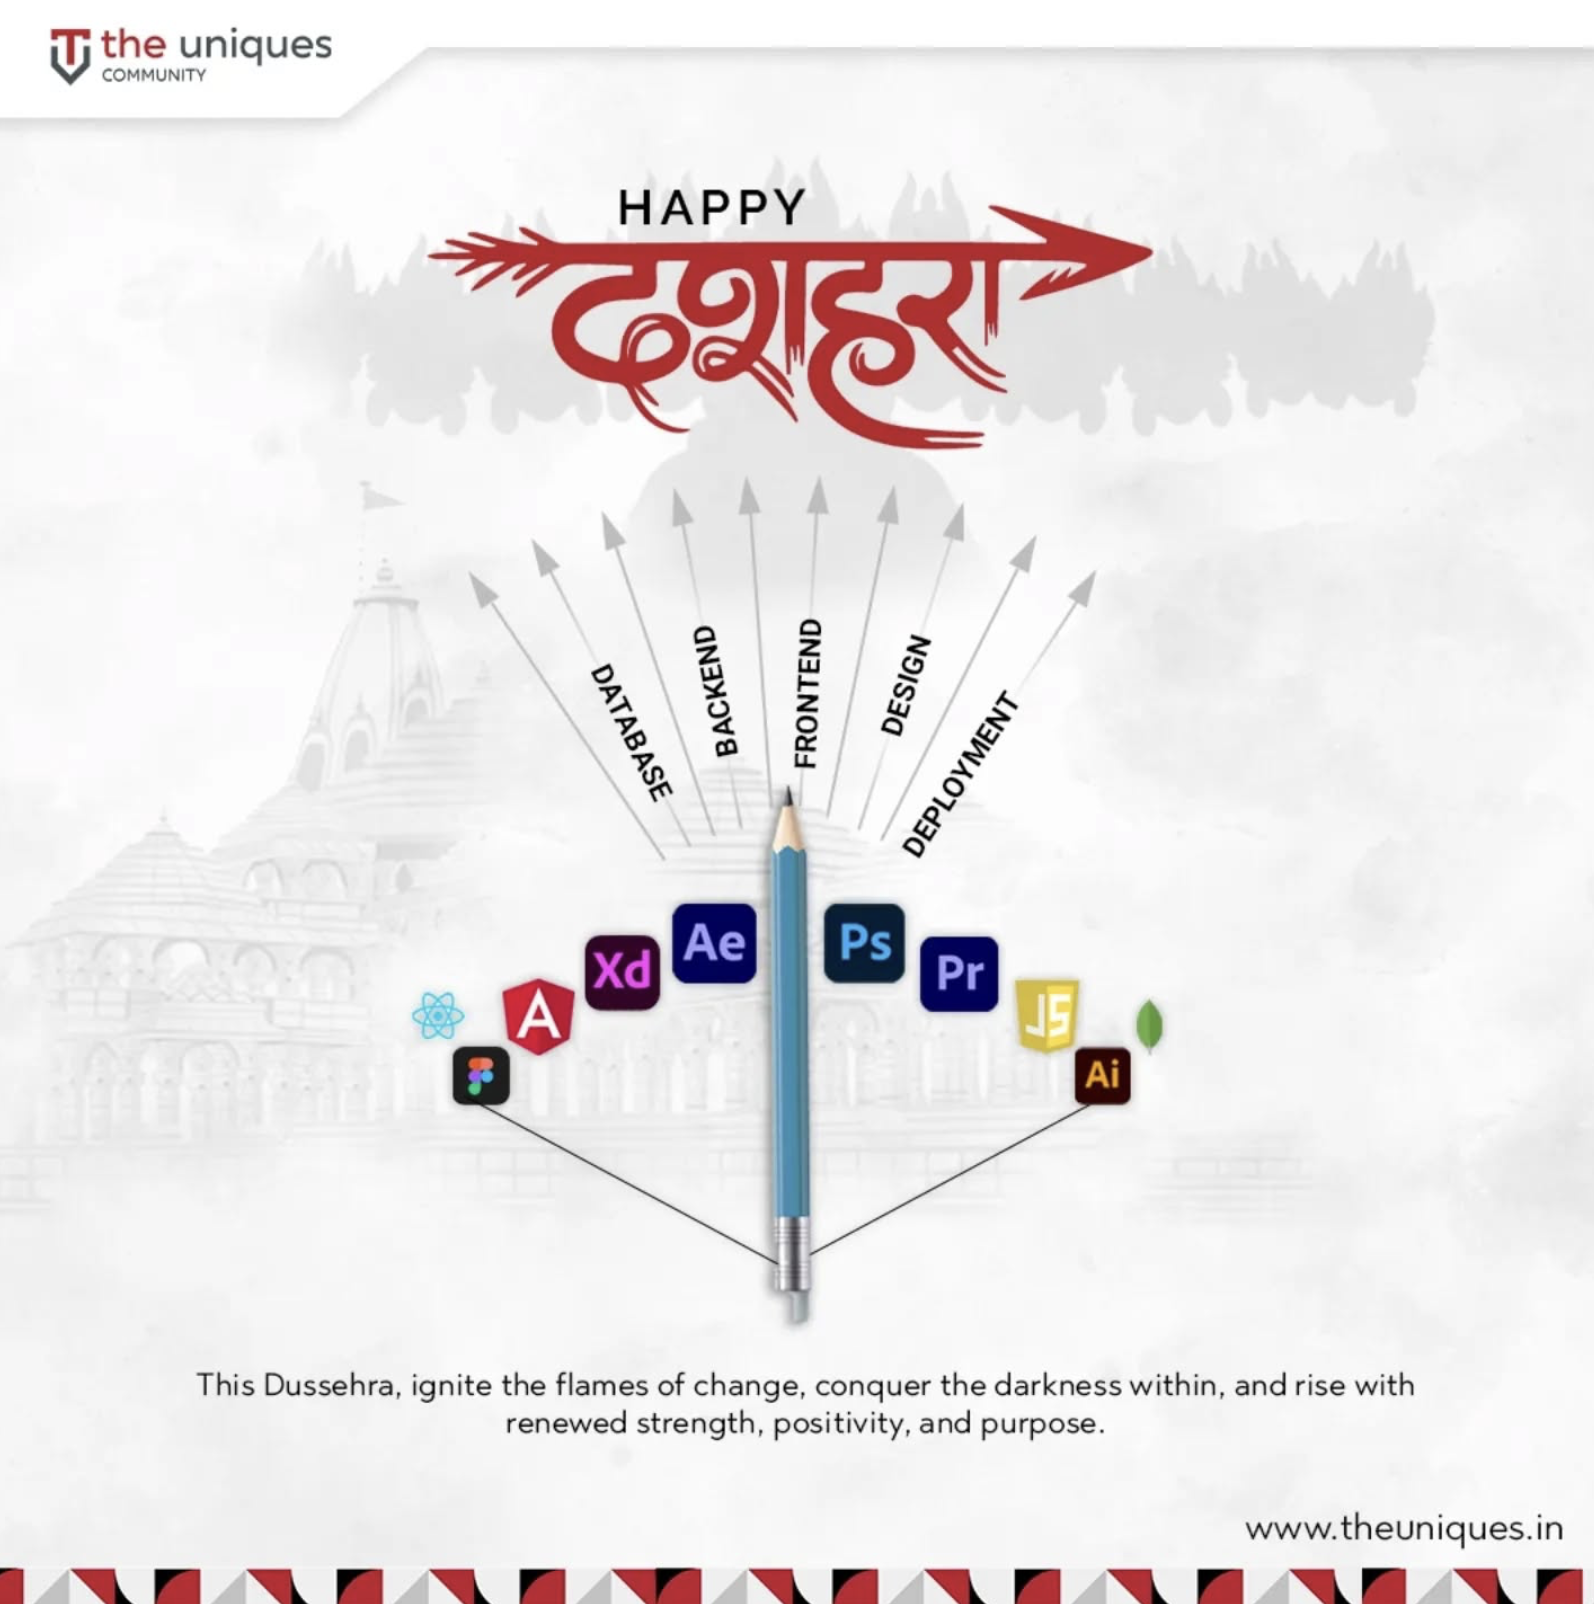 the uniques
COMMUNITY
HAPPY
दशहरा
DATABASE
BACKEND
FRONTEND
DESIGN
DEPLOYMENT
Xd
Ae
Ps
Pr
A
JS
Ai
This Dussehra, ignite the flames of change, conquer the darkness within, and rise with
renewed strength, positivity, and purpose.
www.theuniques.in